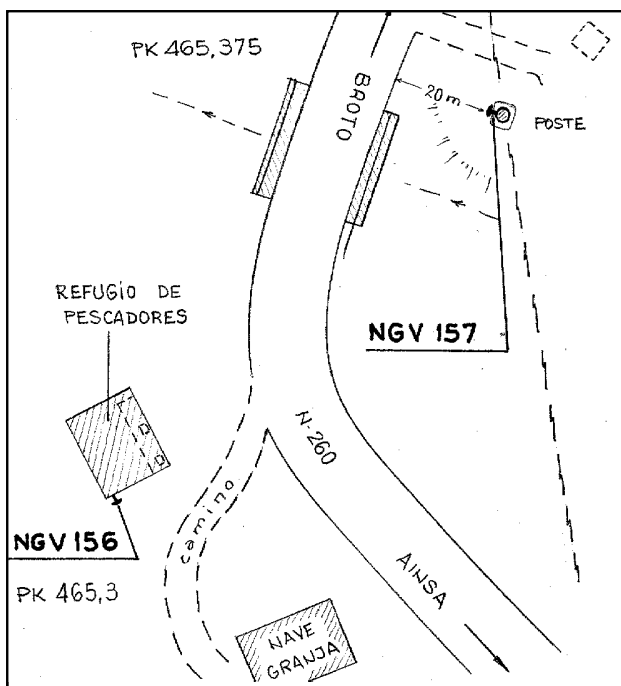 PK 465,375
BROTO
20 m
POSTE
REFUGIO DE
PESCADORES
NGV 157
N-260
camino
NGV 156
PK 465,3
AINSA
NAVE
GRANJA